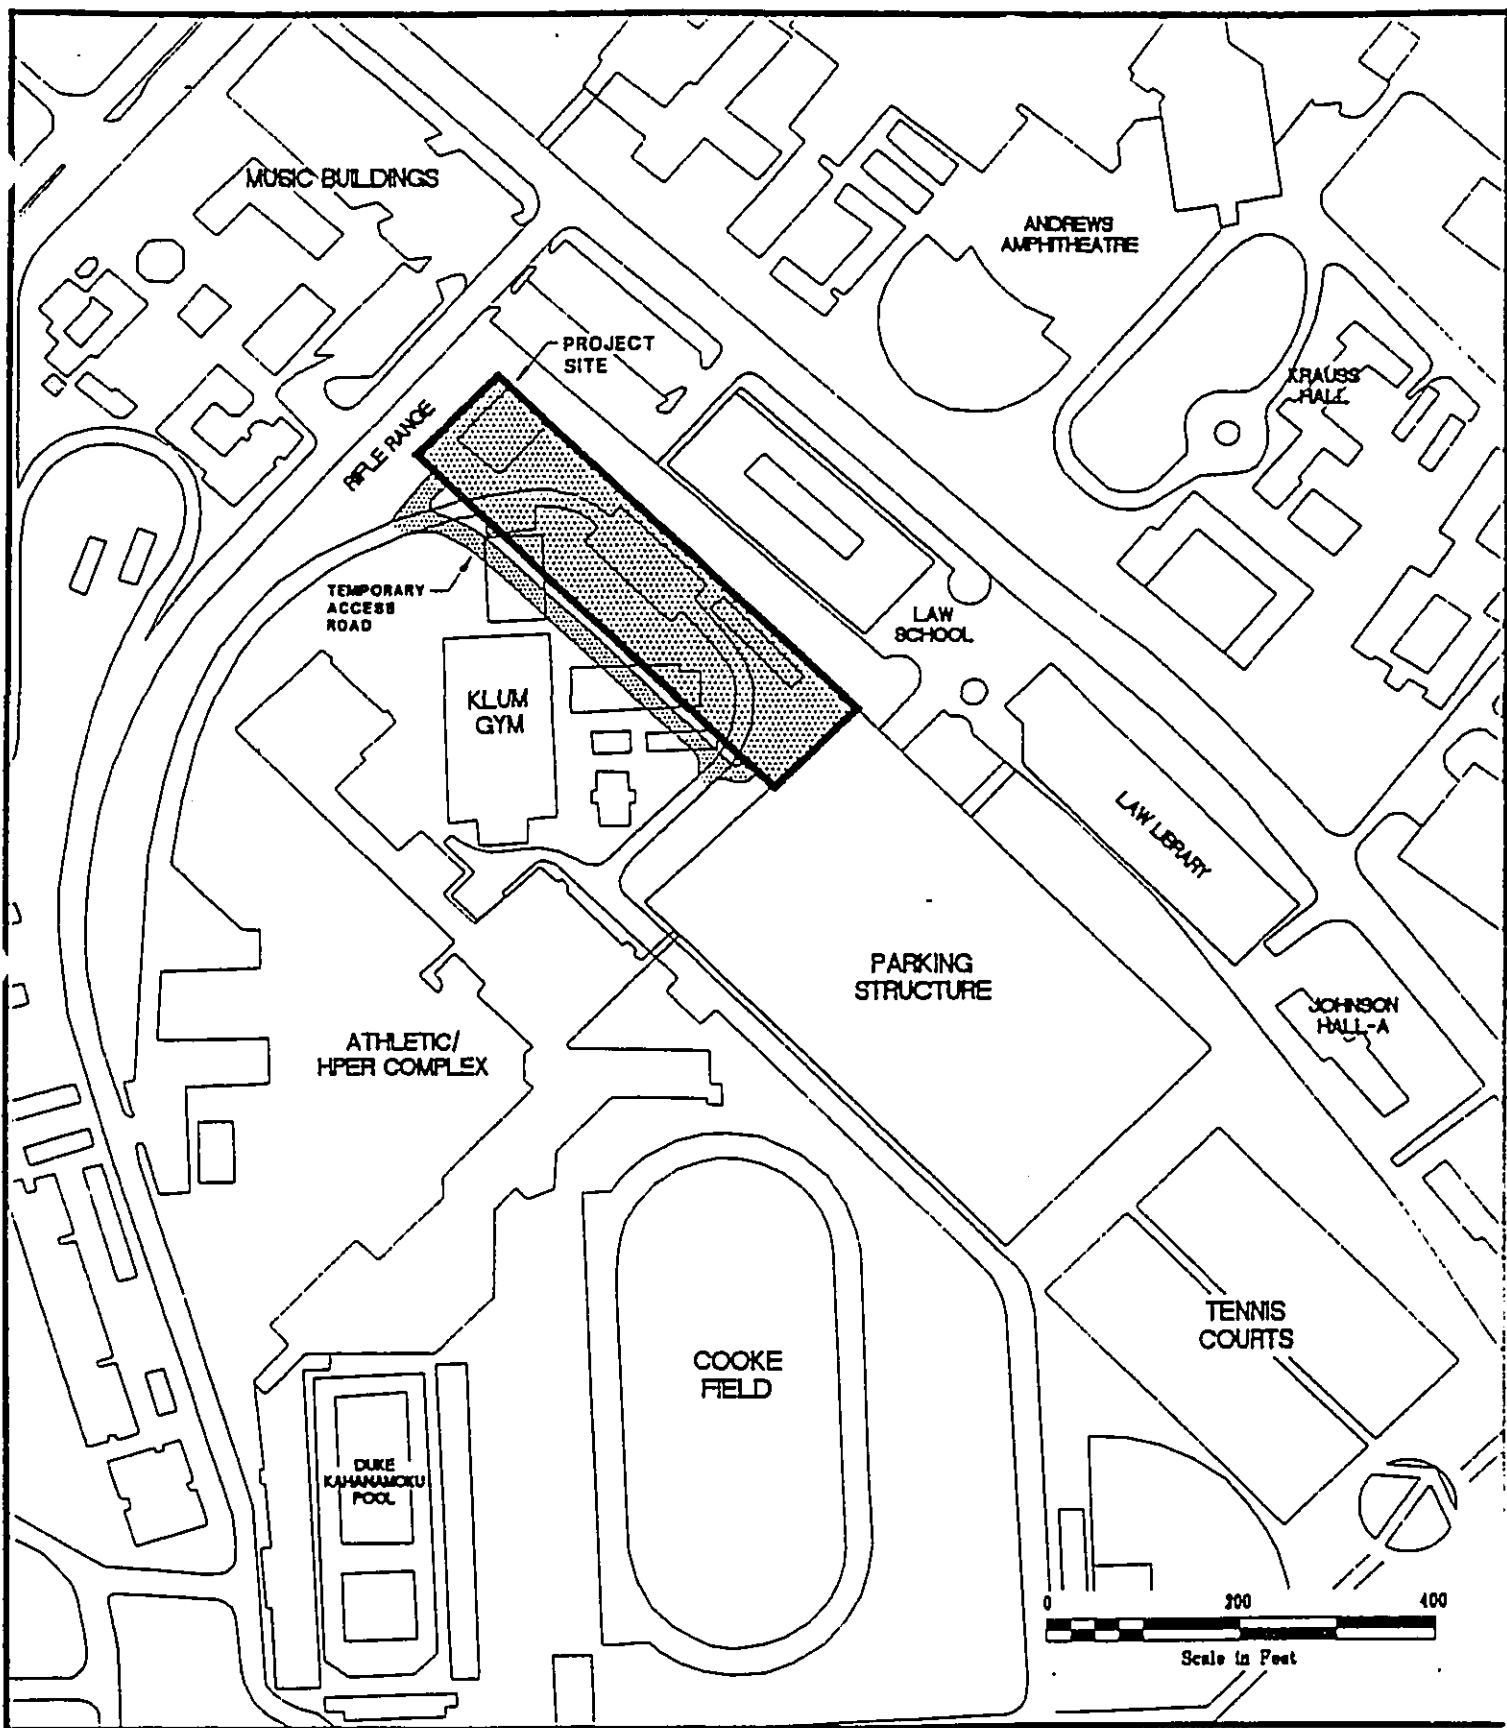 MUSIC BUILDINGS
ANDREWS
AMPHITHEATRE
PROJECT
SITE
KRAUSS
HALL
RIFLE RANGE
TEMPORARY
ACCESS
ROAD
LAW
SCHOOL
KLUM
GYM
LAW LIBRARY
PARKING
STRUCTURE
JOHNSON
HALL-A
ATHLETIC/
HPER COMPLEX
TENNIS
COURTS
COOKE
FIELD
DUKE
KAHANAMOKU
POOL
0 200 400
Scale in Feet